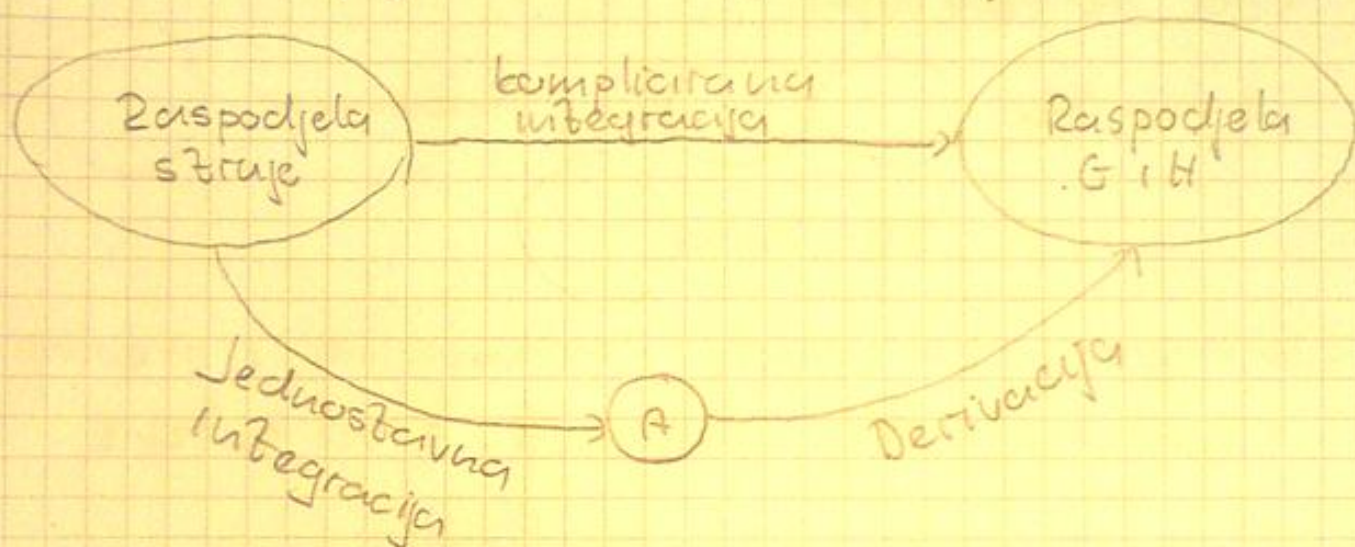 Raspodjela
struje
komplicirana
integracija
Raspodjela
E i H
Jednostavna
integracija
A
Derivacija